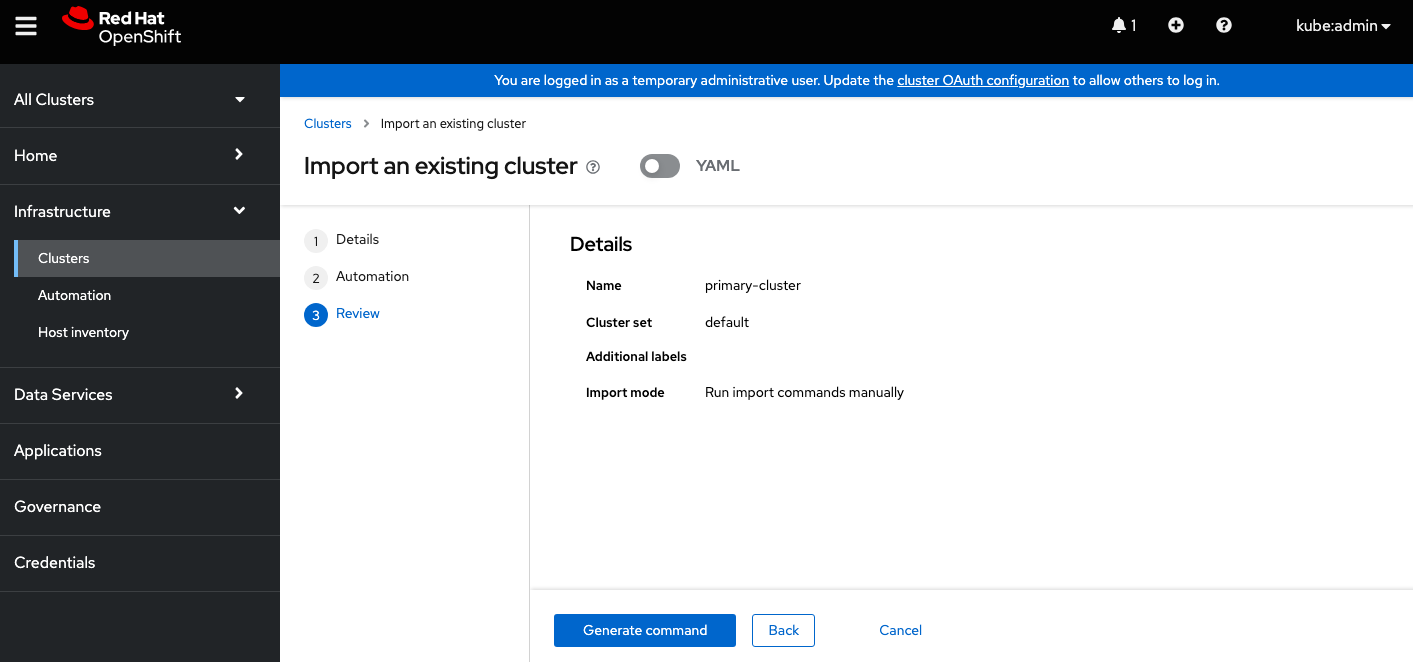 Red Hat
OpenShift
1
kube:admin
You are logged in as a temporary administrative user. Update the cluster OAuth configuration to allow others to log in.
All Clusters
Home
Infrastructure
Clusters
Automation
Host inventory
Data Services
Applications
Governance
Credentials
Clusters > Import an existing cluster
Import an existing cluster
YAML
1 Details
2 Automation
3 Review
Details
Name primary-cluster
Cluster set default
Additional labels
Import mode Run import commands manually
Generate command Back Cancel